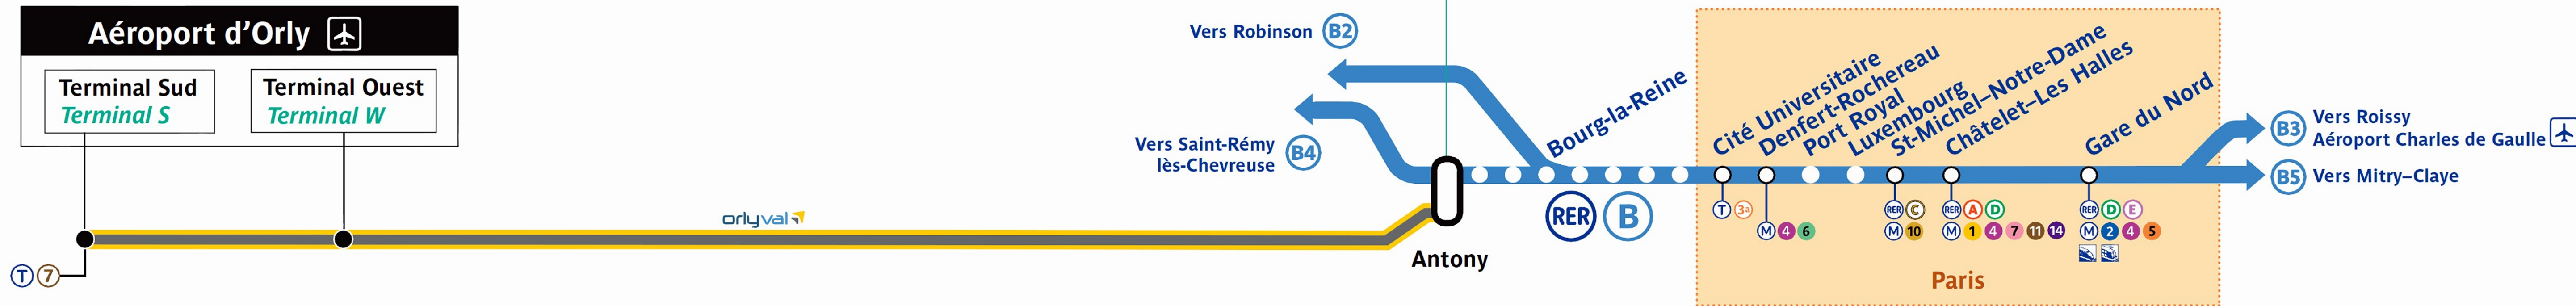 Aéroport d'Orly
Terminal Sud
Terminal S
Terminal Ouest
Terminal W
T 7
orlyval
Vers Robinson B2
Vers Saint-Rémy
lès-Chevreuse B4
Antony
RER B
Bourg-la-Reine
Cité Universitaire
Denfert-Rochereau
Port Royal
Luxembourg
St-Michel–Notre-Dame
Châtelet–Les Halles
Gare du Nord
T 3a
M 4 6
RER C
M 10
RER A D
M 1 4 7 11 14
RER D E
M 2 4 5
Paris
B3 Vers Roissy
Aéroport Charles de Gaulle
B5 Vers Mitry–Claye